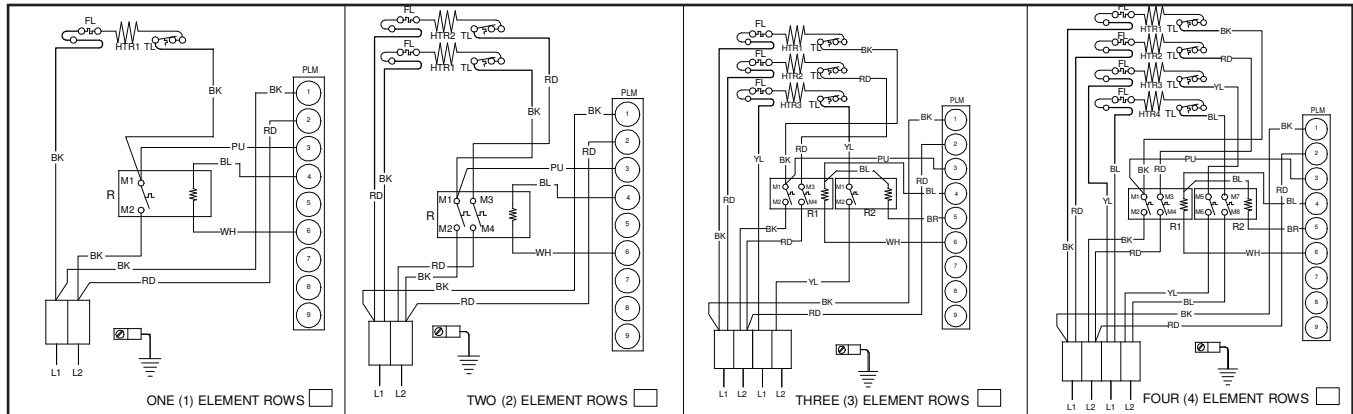 FL
HTR1 TL
BK
BK
BK
RD
PU
BL
M1
R
M2
WH
BK
BK
RD
PLM
1
2
3
4
5
6
7
8
9
L1 L2
ONE (1) ELEMENT ROWS
FL
HTR2 TL
FL
HTR1 TL
RD
BK
RD
BK
BK
RD
PU
BL
M1 M3
R
M2 M4
WH
RD
BK
BK
RD
PLM
1
2
3
4
5
6
7
8
9
L1 L2
TWO (2) ELEMENT ROWS
FL
HTR1 TL
BK
FL
HTR2 TL
RD
FL
HTR3 TL
BK
RD
YL
BK
RD
YL
BK
RD
PU
BL
BL
BR
M1 M3 M1
M2 M4 M2
R1 R2
BK
RD
WH
YL
BK
RD
PLM
1
2
3
4
5
6
7
8
9
L1 L2 L1 L2
THREE (3) ELEMENT ROWS
FL
HTR1 TL
BK
FL
HTR2 TL
RD
FL
HTR3 TL
YL
FL
HTR4 TL
BL
BK
RD
YL
BL
BK
RD
BK
RD
PU
BL
BL
BR
M1 M3 M5 M7
M2 M4 M6 M8
R1 R2
BK
RD
WH
YL
BL
BK
RD
PLM
1
2
3
4
5
6
7
8
9
L1 L2 L1 L2
FOUR (4) ELEMENT ROWS